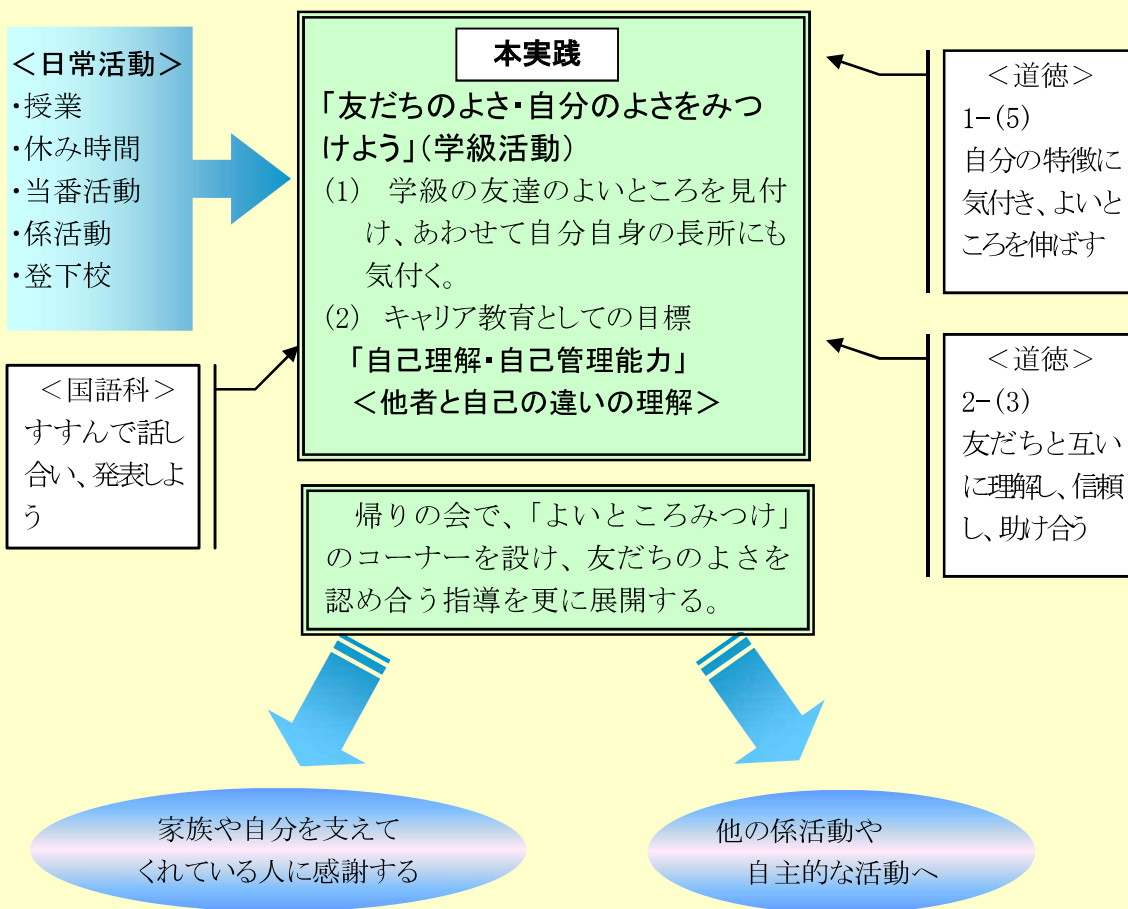 ＜日常活動＞
・授業
・休み時間
・当番活動
・係活動
・登下校
本実践
「友だちのよさ・自分のよさをみつ
けよう」（学級活動）
(1)　学級の友達のよいところを見付
け、あわせて自分自身の長所にも
気付く。
(2)　キャリア教育としての目標
「自己理解・自己管理能力」
＜他者と自己の違いの理解＞
＜道徳＞
1-(5)
自分の特徴に
気付き、よいと
ころを伸ばす
＜国語科＞
すすんで話し
合い、発表しよ
う
＜道徳＞
2-(3)
友だちと互い
に理解し、信頼
し、助け合う
帰りの会で、「よいところみつけ」
のコーナーを設け、友だちのよさを
認め合う指導を更に展開する。
家族や自分を支えて
くれている人に感謝する
他の係活動や
自主的な活動へ